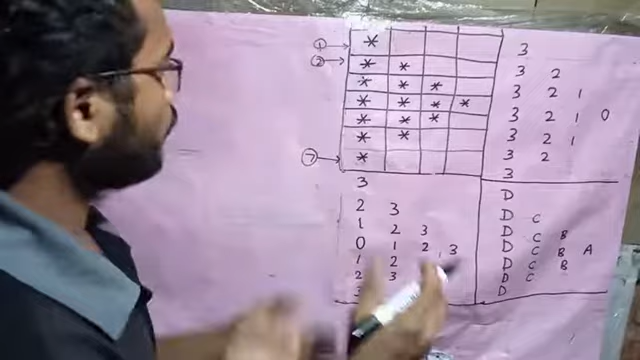 ① *
② * *
* * *
* * * *
* * *
* *
⑦ *
3
3 2
3 2 1
3 2 1 0
3 2 1
3 2
3
3
2 3
1 2 3
0 1 2 3
1 2
2 3
D
D C
D C B
D C B A
D C B
D C
D